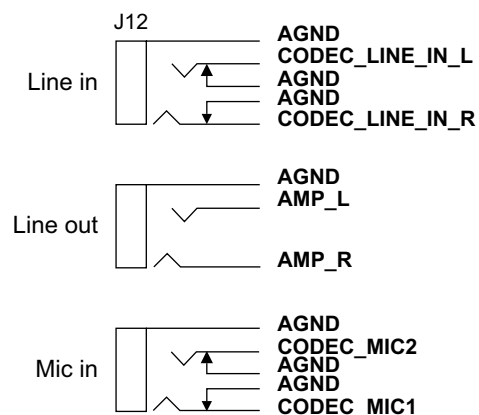 J12
Line in
AGND
CODEC_LINE_IN_L
AGND
AGND
CODEC_LINE_IN_R
Line out
AGND
AMP_L
AMP_R
Mic in
AGND
CODEC_MIC2
AGND
AGND
CODEC_MIC1